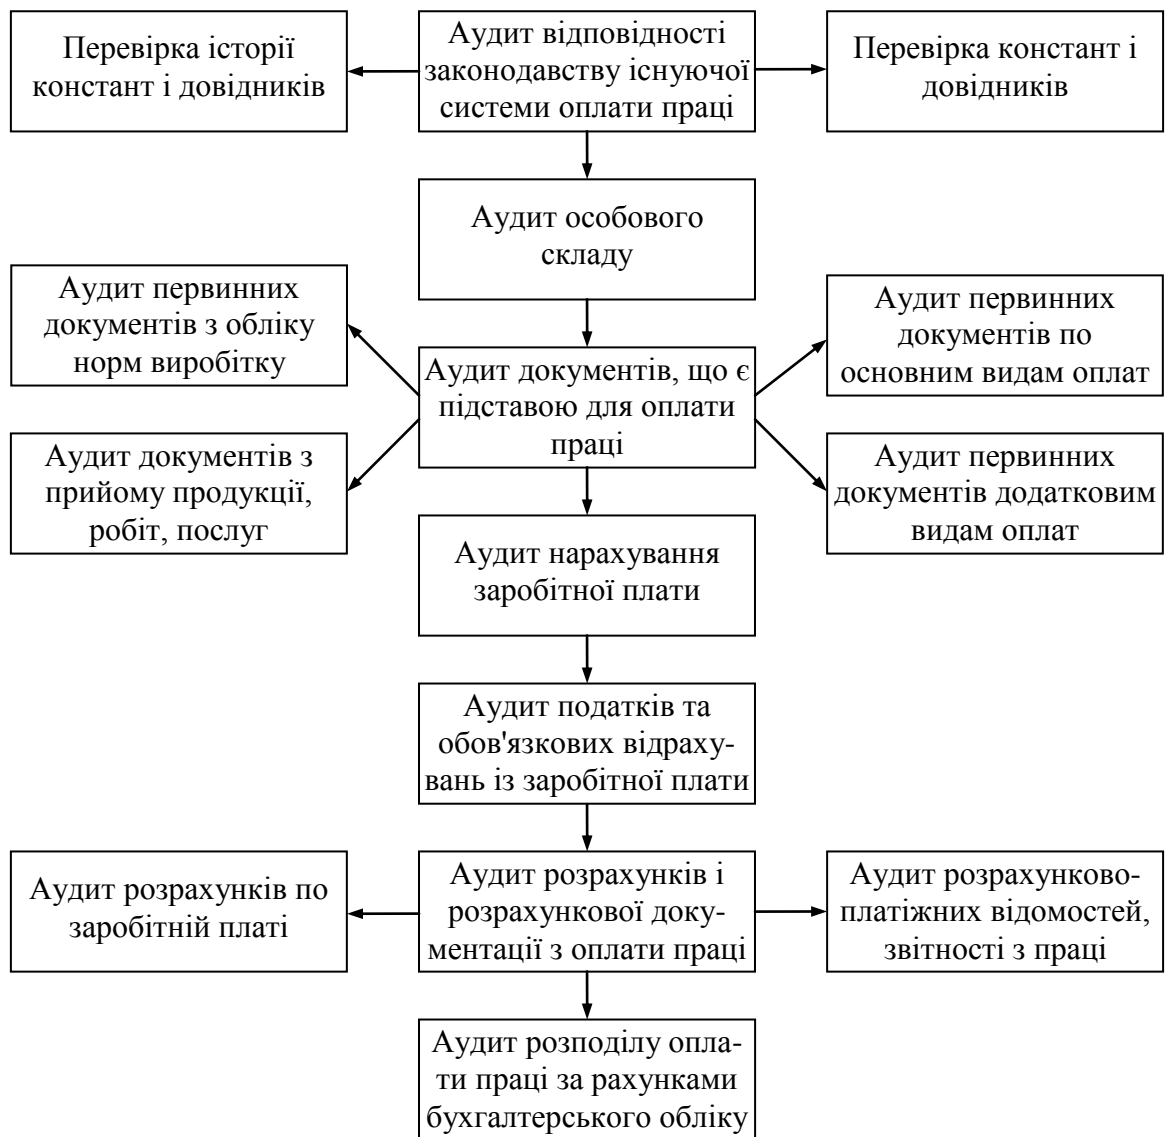 Перевірка історії
констант і довідників
Аудит відповідності
законодавству існуючої
системи оплати праці
Перевірка констант і
довідників
Аудит особового
складу
Аудит первинних
документів з обліку
норм виробітку
Аудит первинних
документів по
основним видам оплат
Аудит документів, що є
підставою для оплати
праці
Аудит документів з
прийому продукції,
робіт, послуг
Аудит первинних
документів додатковим
видам оплат
Аудит нарахування
заробітної плати
Аудит податків та
обов'язкових відраху-
вань із заробітної плати
Аудит розрахунків по
заробітній платі
Аудит розрахунків і
розрахункової доку-
ментації з оплати праці
Аудит розрахунково-
платіжних відомостей,
звітності з праці
Аудит розподілу опла-
ти праці за рахунками
бухгалтерського обліку